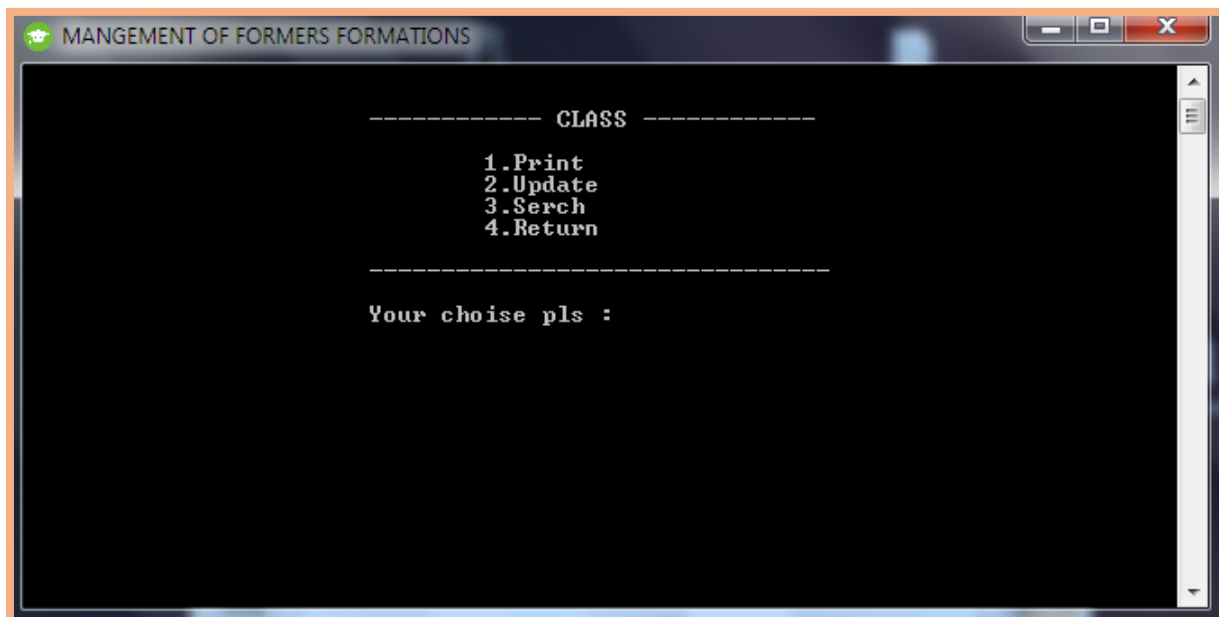 MANGEMENT OF FORMERS FORMATIONS
------------ CLASS ------------
1.Print
2.Update
3.Serch
4.Return
--------------------------------
Your choise pls :